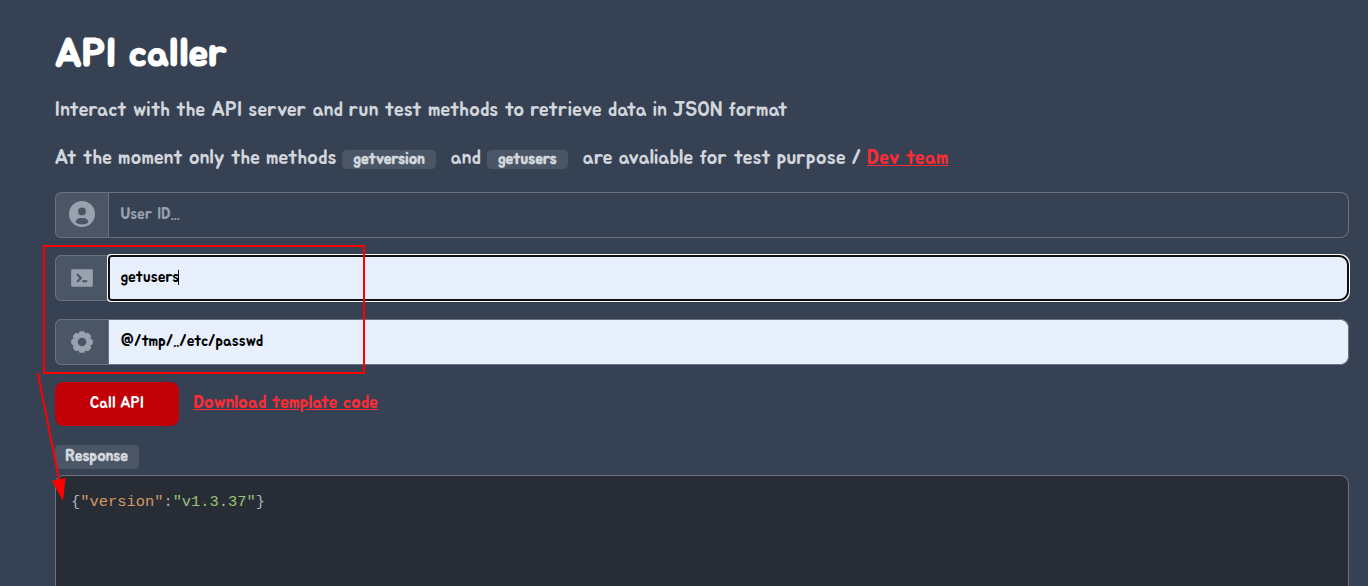 API caller
Interact with the API server and run test methods to retrieve data in JSON format
At the moment only the methods getversion and getusers are avaliable for test purpose / Dev team
User ID...
getusers
@/tmp/../etc/passwd
Call API Download template code
Response
{"version":"v1.3.37"}